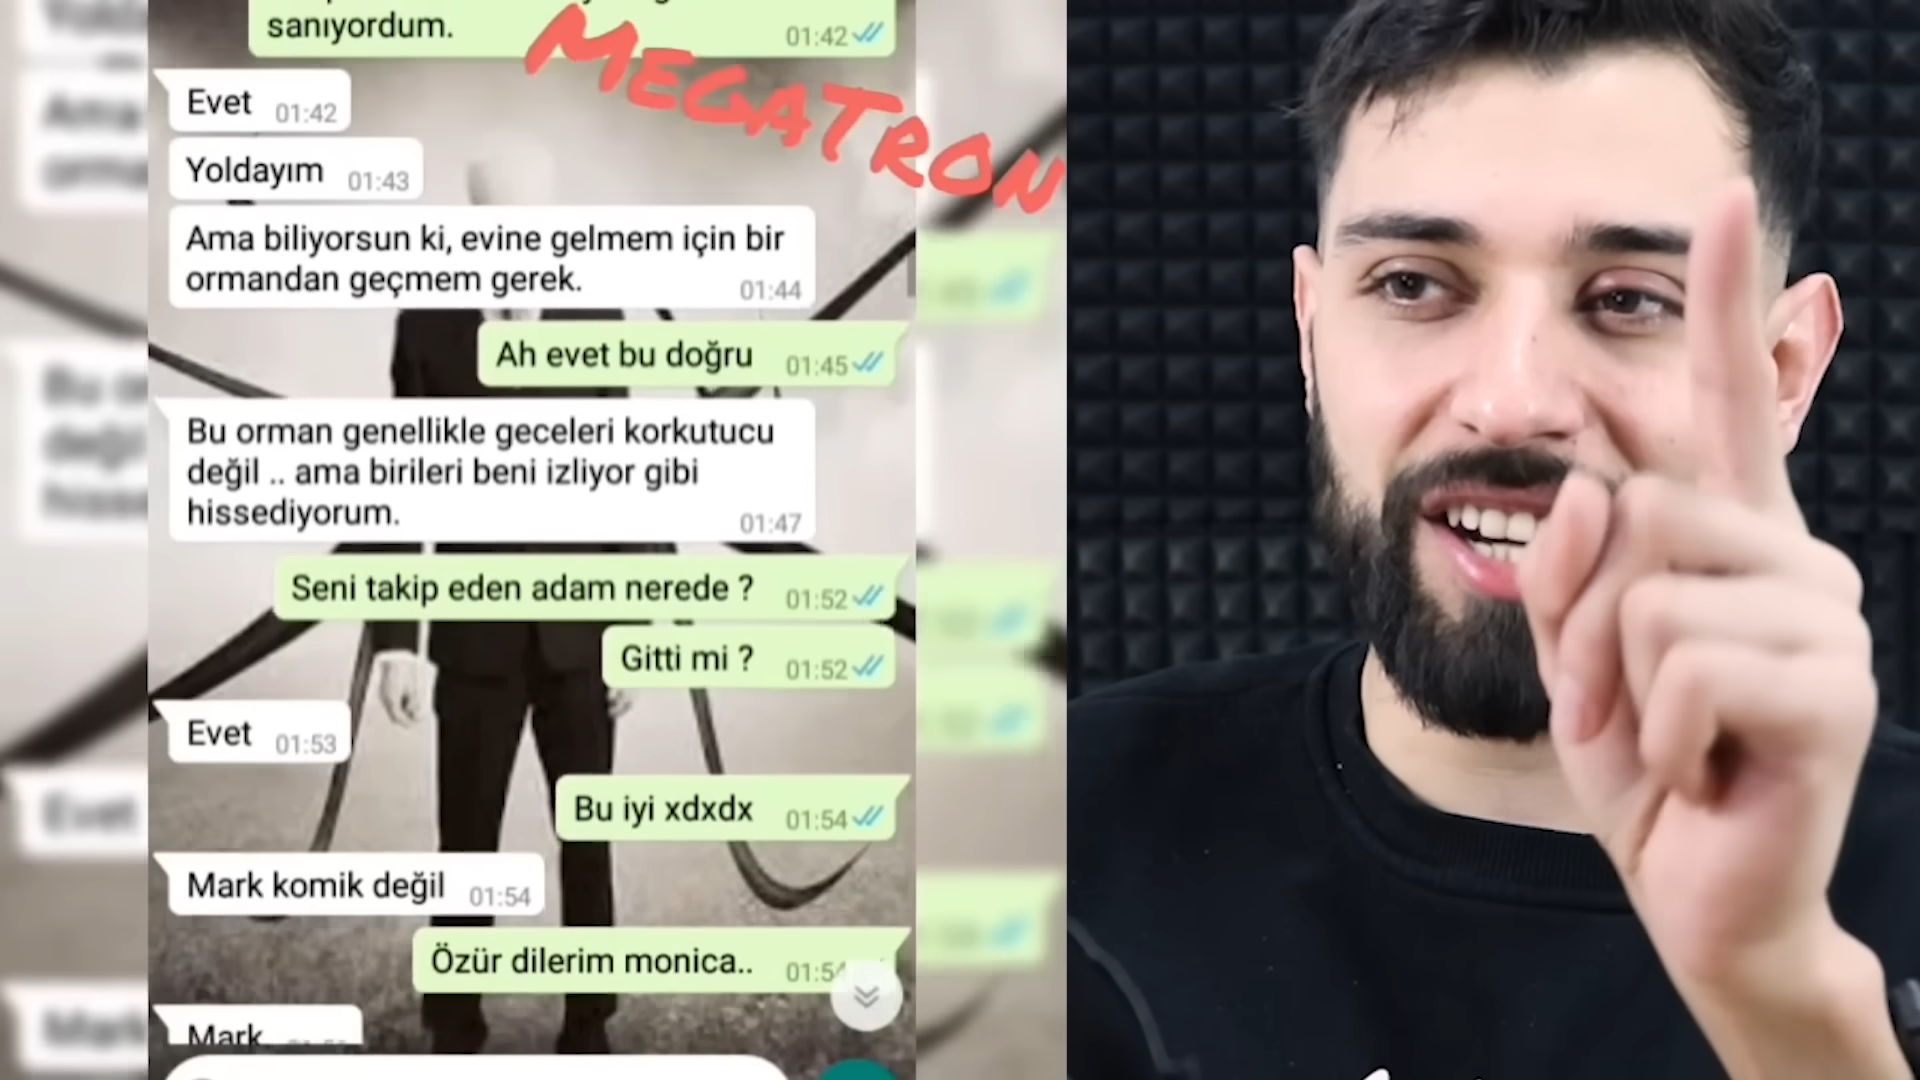 sanıyordum. 01:42
MEGATRON
Evet 01:42
Yoldayım 01:43
Ama biliyorsun ki, evine gelmem için bir
ormandan geçmem gerek. 01:44
Ah evet bu doğru 01:45
Bu orman genellikle geceleri korkutucu
değil .. ama birileri beni izliyor gibi
hissediyorum. 01:47
Seni takip eden adam nerede ? 01:52
Gitti mi ? 01:52
Evet 01:53
Bu iyi xdxdx 01:54
Mark komik değil 01:54
Özür dilerim monica.. 01:54
Mark